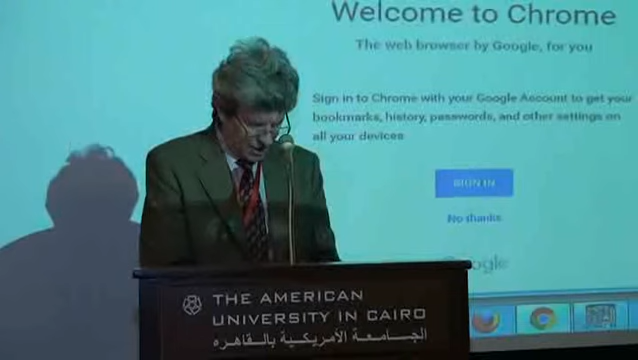 Welcome to Chrome
The web browser by Google, for you
Sign in to Chrome with your Google Account to get your
bookmarks, history, passwords, and other settings on
all your devices
SIGN IN
No thanks
Google
THE AMERICAN
UNIVERSITY IN CAIRO
الجامعة الأمريكية بالقاهرة